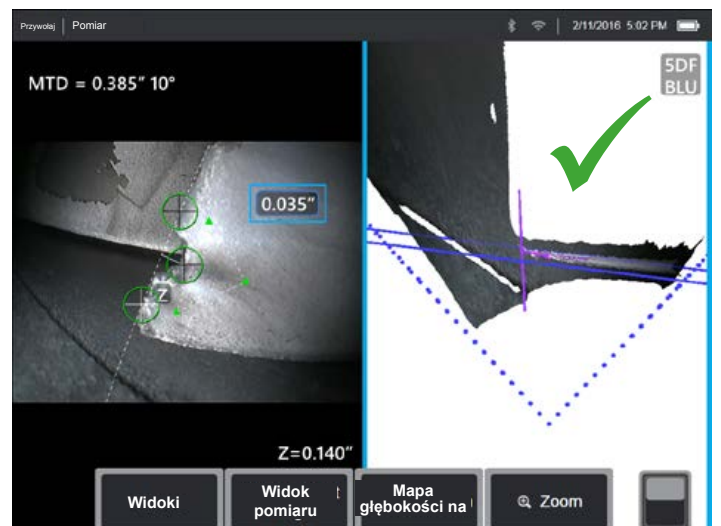 Przywołaj | Pomiar
2/11/2016 5:02 PM
MTD = 0.385" 10°
5DF
BLU
0.035"
Z
Z=0.140"
Widoki
Widok
pomiaru
Mapa
głębokości na
Zoom